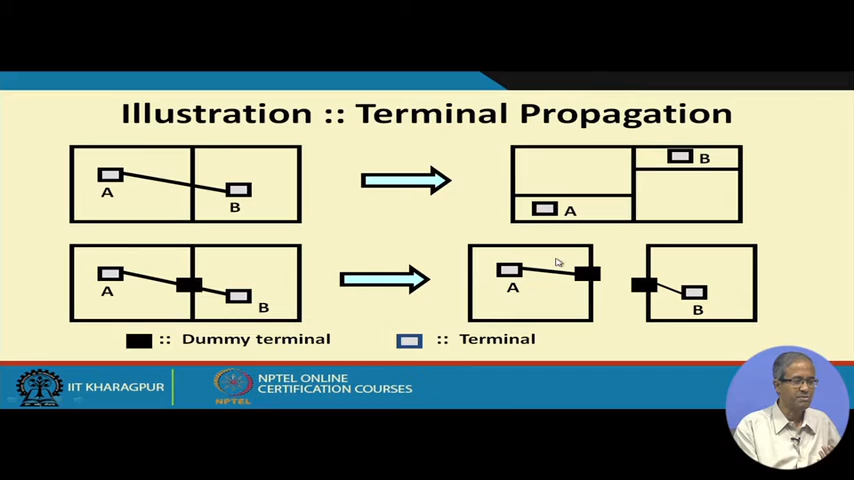 Illustration :: Terminal Propagation
A
B
B
A
A
B
A
B
:: Dummy terminal
:: Terminal
IIT KHARAGPUR
NPTEL
NPTEL ONLINE
CERTIFICATION COURSES